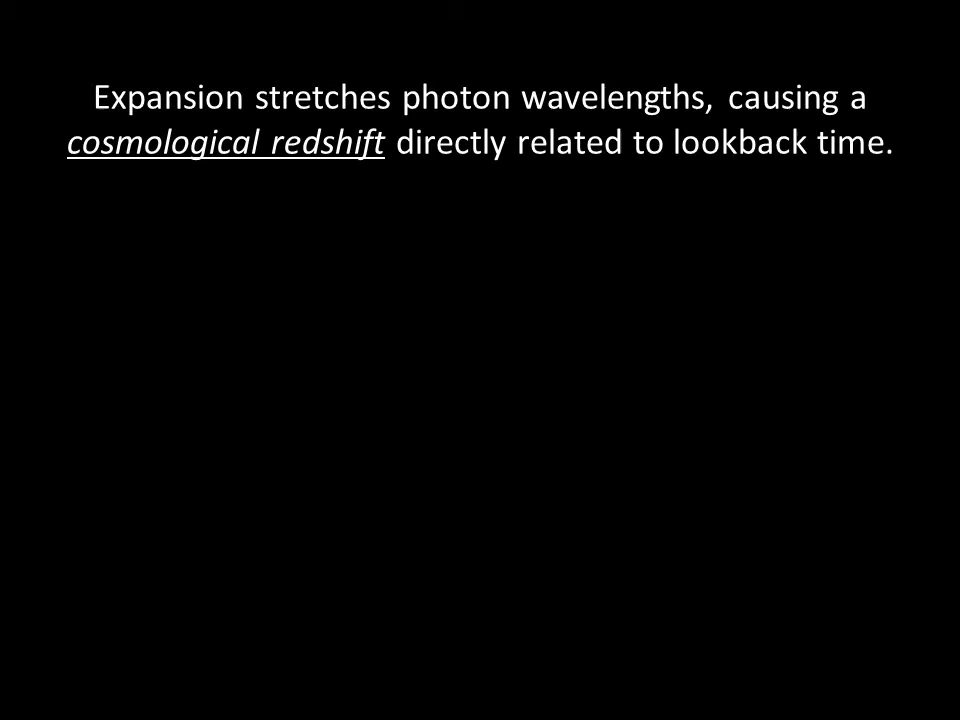 Expansion stretches photon wavelengths, causing a
cosmological redshift directly related to lookback time.